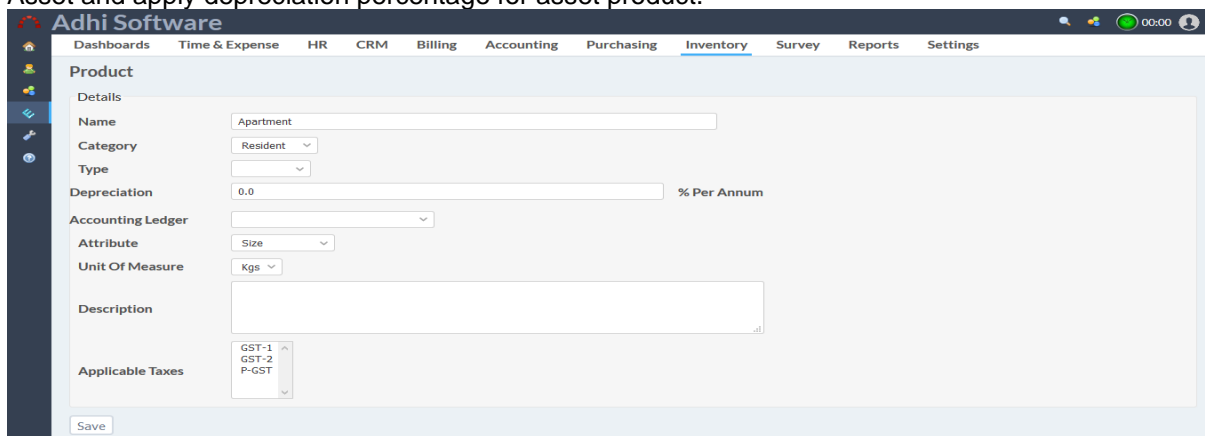 Asset and apply depreciation percentage for asset product.
Adhi Software 00:00
Dashboards Time & Expense HR CRM Billing Accounting Purchasing Inventory Survey Reports Settings
Product
Details
Name Apartment
Category Resident
Type
Depreciation 0.0 % Per Annum
Accounting Ledger
Attribute Size
Unit Of Measure Kgs
Description
GST-1
GST-2
Applicable Taxes P-GST
Save